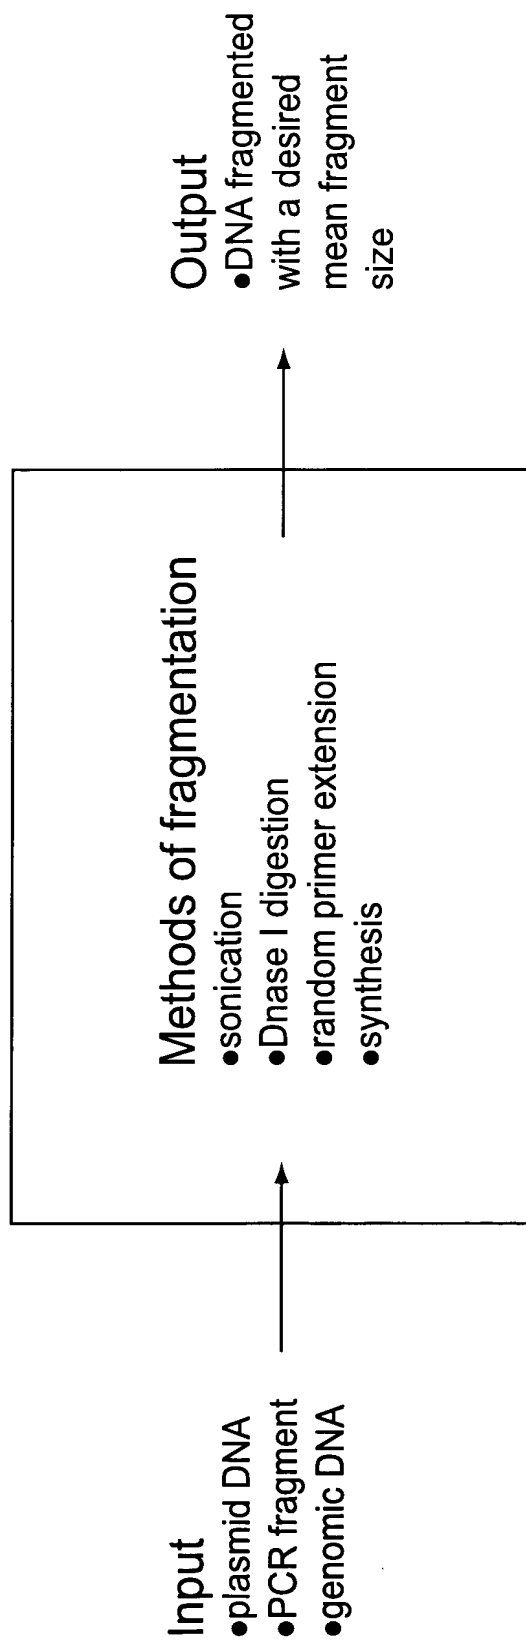 Input
•plasmid DNA
•PCR fragment
•genomic DNA
Methods of fragmentation
•sonication
•Dnase I digestion
•random primer extension
•synthesis
Output
•DNA fragmented
with a desired
mean fragment
size